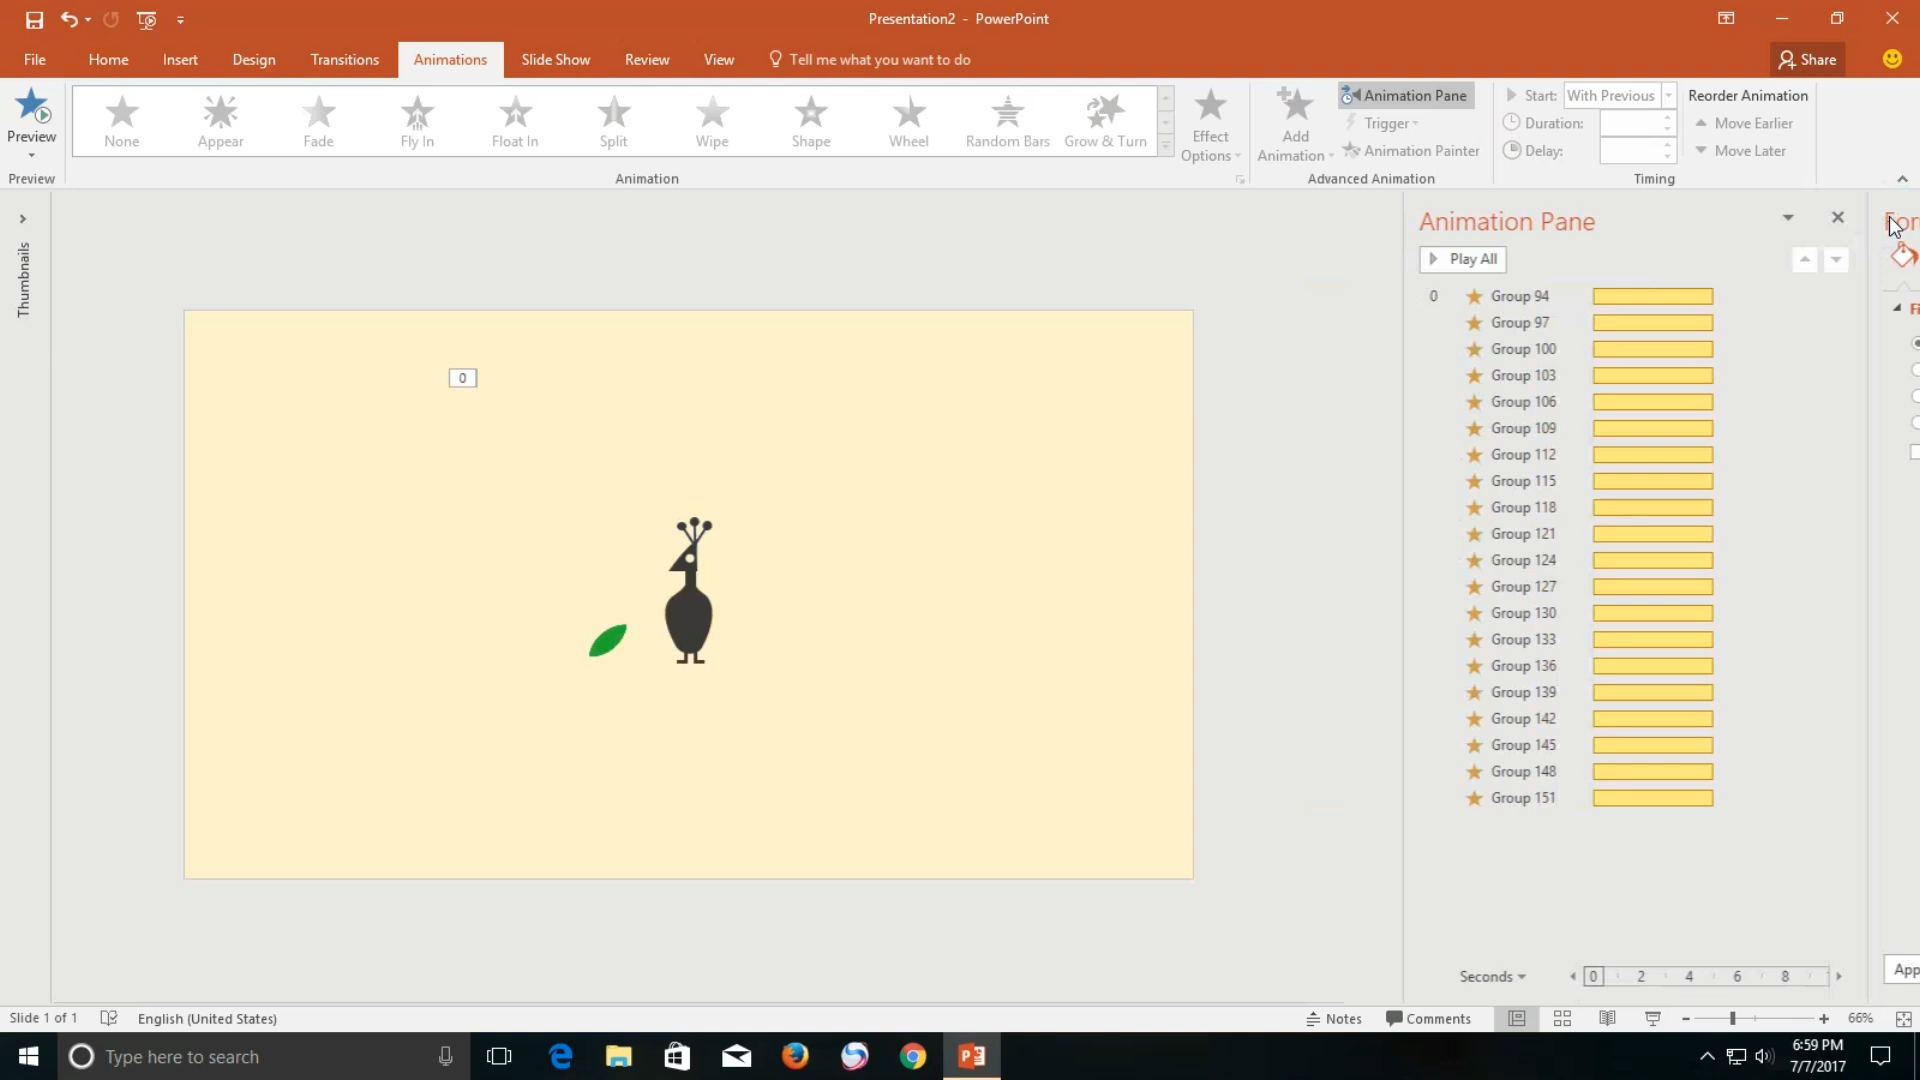 Presentation2 - PowerPoint
File Home Insert Design Transitions Animations Slide Show Review View Tell me what you want to do Share
Preview None Appear Fade Fly In Float In Split Wipe Shape Wheel Random Bars Grow & Turn Effect Options Add Animation
Animation Pane Start: With Previous Reorder Animation
Trigger Duration: Move Earlier
Animation Painter Delay: Move Later
Preview Animation Advanced Animation Timing
Thumbnails
Animation Pane
Play All
0 Group 94
Group 97
Group 100
Group 103
Group 106
Group 109
Group 112
Group 115
Group 118
Group 121
Group 124
Group 127
Group 130
Group 133
Group 136
Group 139
Group 142
Group 145
Group 148
Group 151
0
Seconds 0 2 4 6 8
Slide 1 of 1 English (United States) Notes Comments 66%
Type here to search 6:59 PM
7/7/2017